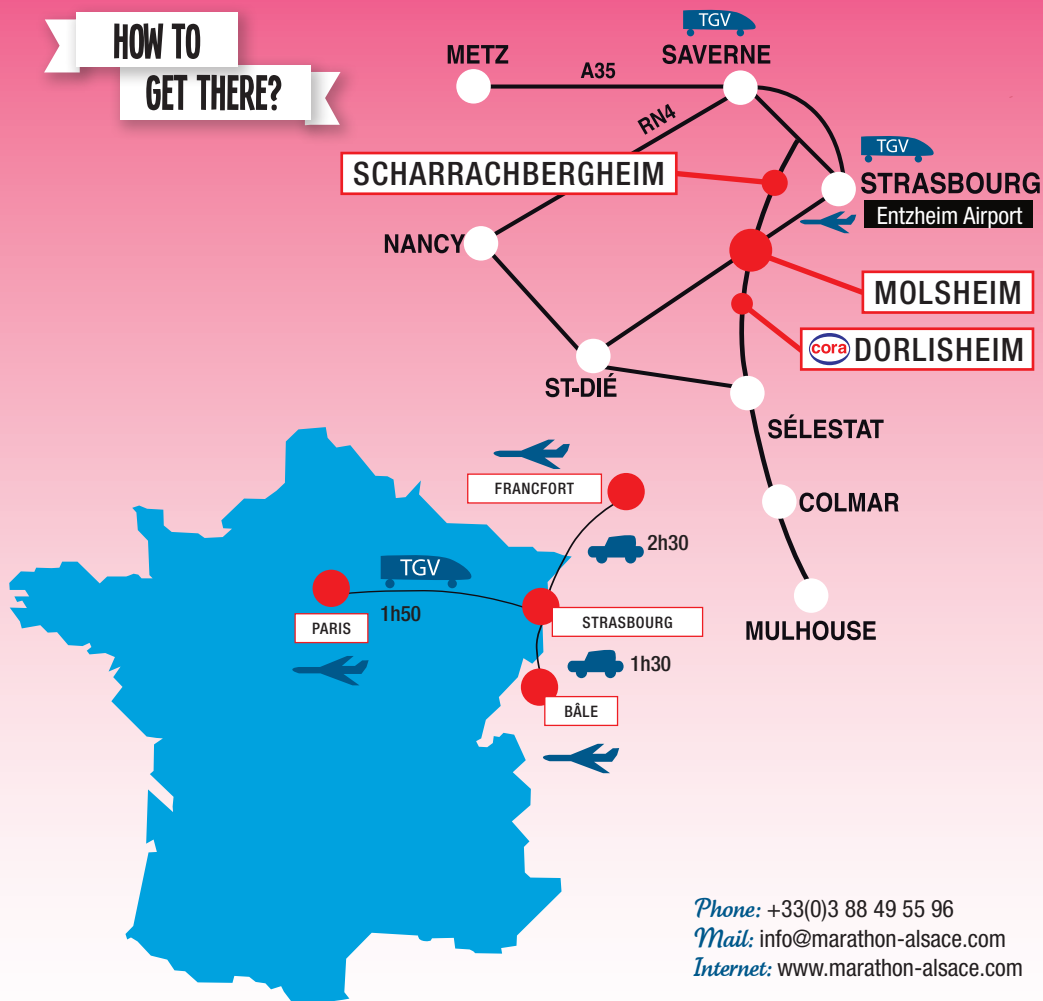 HOW TO
GET THERE?
TGV
METZ
SAVERNE
A35
RN4
TGV
SCHARRACHBERGHEIM
STRASBOURG
Entzheim Airport
NANCY
MOLSHEIM
cora DORLISHEIM
ST-DIÉ
SÉLESTAT
COLMAR
MULHOUSE
FRANCFORT
2h30
TGV
1h50
PARIS
STRASBOURG
1h30
BÂLE
Phone: +33(0)3 88 49 55 96
Mail: info@marathon-alsace.com
Internet: www.marathon-alsace.com